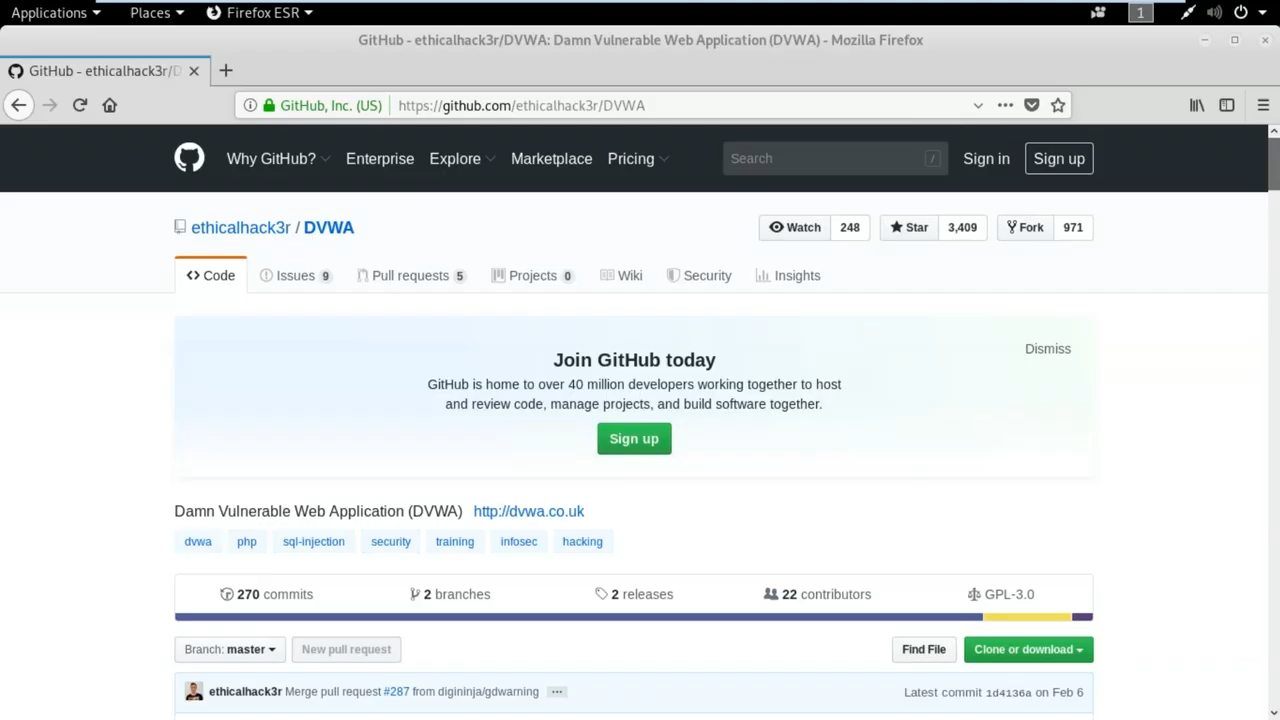 Applications Places Firefox ESR 1
GitHub - ethicalhack3r/DVWA: Damn Vulnerable Web Application (DVWA) - Mozilla Firefox
GitHub - ethicalhack3r/D
GitHub, Inc. (US) https://github.com/ethicalhack3r/DVWA
Why GitHub? Enterprise Explore Marketplace Pricing Search / Sign in Sign up
ethicalhack3r / DVWA Watch 248 Star 3,409 Fork 971
Code Issues 9 Pull requests 5 Projects 0 Wiki Security Insights
Join GitHub today
Dismiss
GitHub is home to over 40 million developers working together to host
and review code, manage projects, and build software together.
Sign up
Damn Vulnerable Web Application (DVWA) http://dvwa.co.uk
dvwa php sql-injection security training infosec hacking
270 commits 2 branches 2 releases 22 contributors GPL-3.0
Branch: master New pull request Find File Clone or download
ethicalhack3r Merge pull request #287 from digininja/gdwarning ... Latest commit 1d4136a on Feb 6